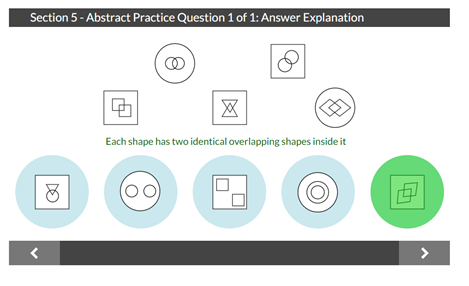 Section 5 - Abstract Practice Question 1 of 1: Answer Explanation
Each shape has two identical overlapping shapes inside it